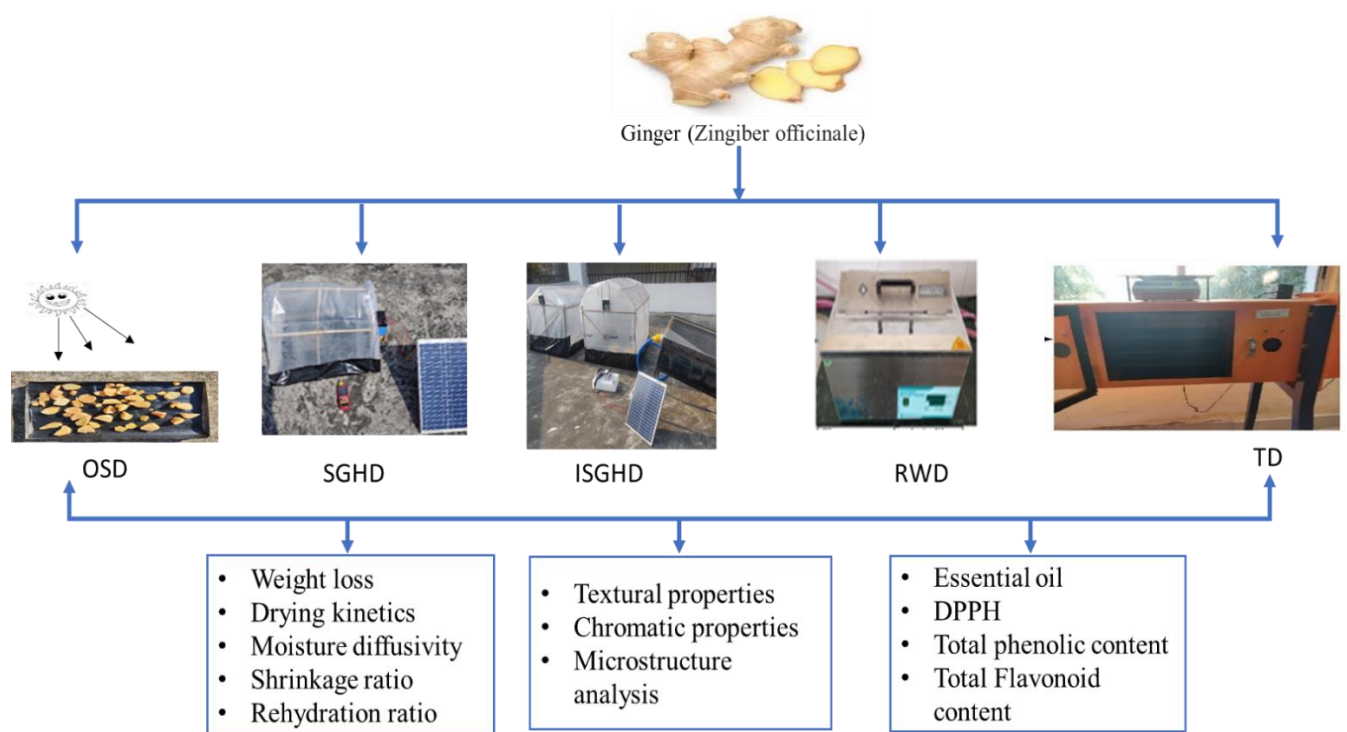 Ginger (Zingiber officinale)
OSD
SGHD
ISGHD
RWD
TD
• Weight loss
• Drying kinetics
• Moisture diffusivity
• Shrinkage ratio
• Rehydration ratio
• Textural properties
• Chromatic properties
• Microstructure
analysis
• Essential oil
• DPPH
• Total phenolic content
• Total Flavonoid
content